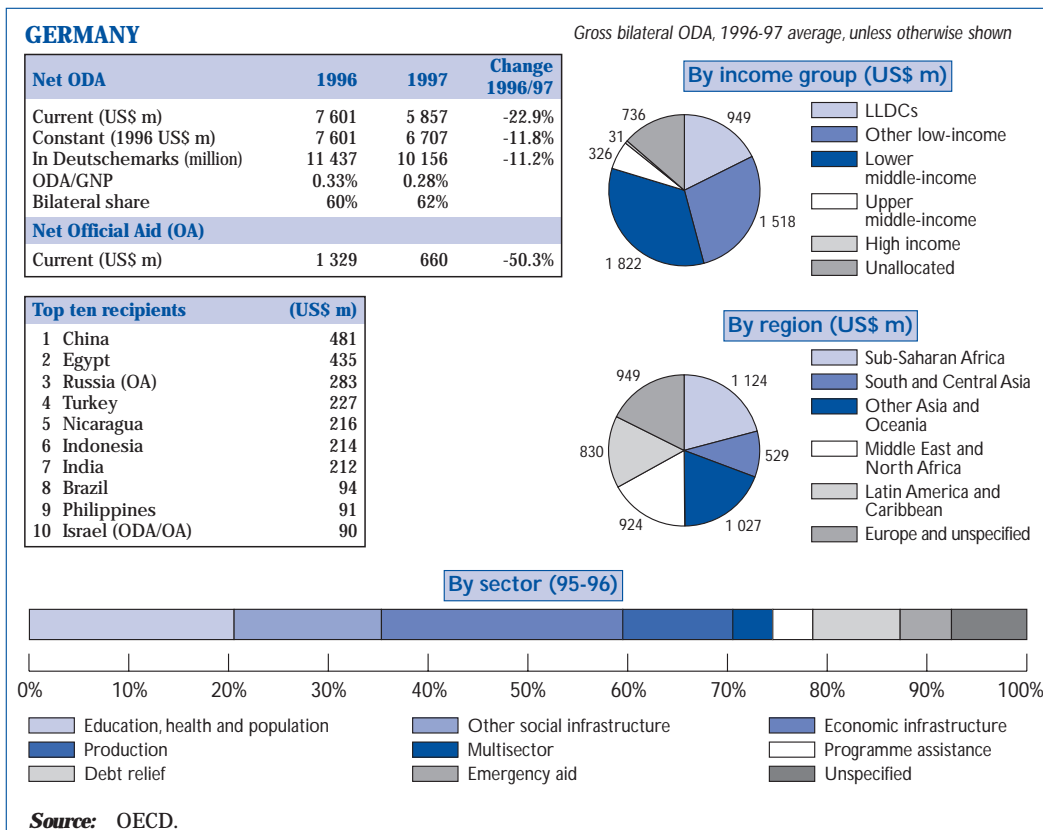 GERMANY
Gross bilateral ODA, 1996-97 average, unless otherwise shown
Net ODA 1996 1997 Change 1996/97
Current (US$ m) 7 601 5 857 -22.9%
Constant (1996 US$ m) 7 601 6 707 -11.8%
In Deutschemarks (million) 11 437 10 156 -11.2%
ODA/GNP 0.33% 0.28%
Bilateral share 60% 62%
Net Official Aid (OA)
Current (US$ m) 1 329 660 -50.3%
By income group (US$ m)
736
949
31
326
1 518
1 822
LLDCs
Other low-income
Lower
middle-income
Upper
middle-income
High income
Unallocated
Top ten recipients (US$ m)
1 China 481
2 Egypt 435
3 Russia (OA) 283
4 Turkey 227
5 Nicaragua 216
6 Indonesia 214
7 India 212
8 Brazil 94
9 Philippines 91
10 Israel (ODA/OA) 90
By region (US$ m)
949
1 124
830
529
924
1 027
Sub-Saharan Africa
South and Central Asia
Other Asia and
Oceania
Middle East and
North Africa
Latin America and
Caribbean
Europe and unspecified
By sector (95-96)
0% 10% 20% 30% 40% 50% 60% 70% 80% 90% 100%
Education, health and population Other social infrastructure Economic infrastructure
Production Multisector Programme assistance
Debt relief Emergency aid Unspecified
Source: OECD.